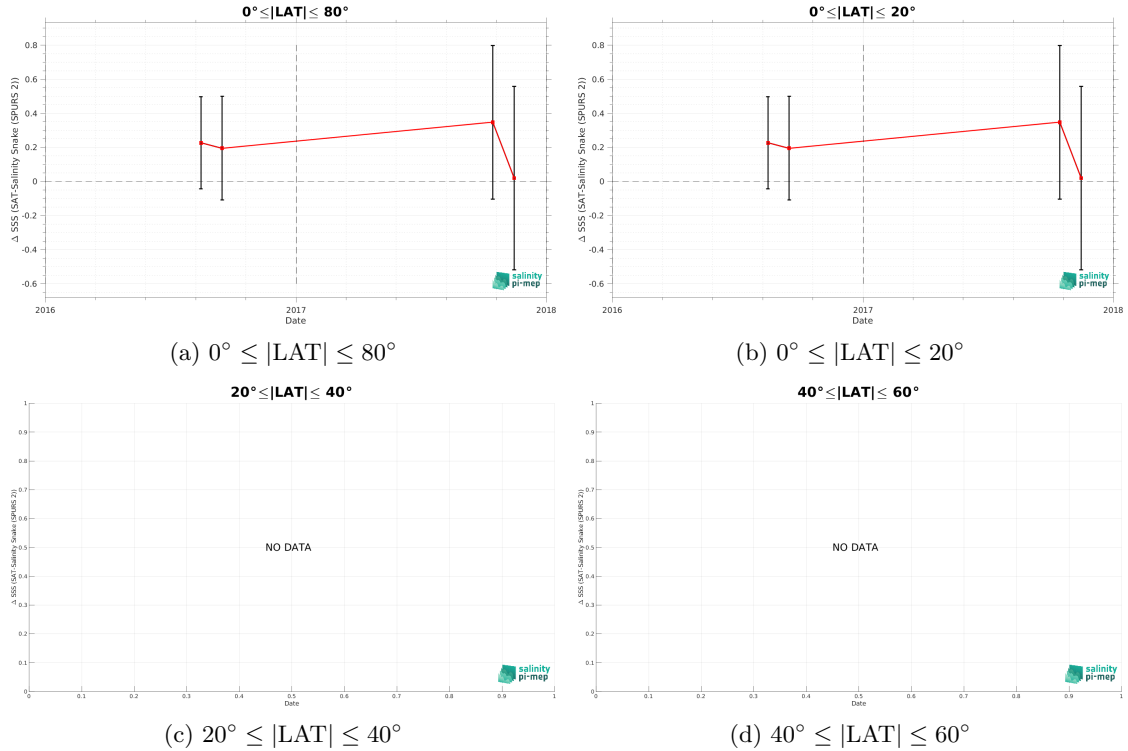 0°≤|LAT|≤ 80°
Δ SSS (SAT-Salinity Snake (SPURS 2))
0.8
0.6
0.4
0.2
0
-0.2
-0.4
-0.6
2016
2017
2018
Date
salinity
pi-mep
(a) 0° ≤ |LAT| ≤ 80°
0°≤|LAT|≤ 20°
Δ SSS (SAT-Salinity Snake (SPURS 2))
0.8
0.6
0.4
0.2
0
-0.2
-0.4
-0.6
2016
2017
2018
Date
salinity
pi-mep
(b) 0° ≤ |LAT| ≤ 20°
20°≤|LAT|≤ 40°
Δ SSS (SAT-Salinity Snake (SPURS 2))
1
0.9
0.8
0.7
0.6
0.5
0.4
0.3
0.2
0.1
0
NO DATA
0 0.1 0.2 0.3 0.4 0.5 0.6 0.7 0.8 0.9 1
Date
salinity
pi-mep
(c) 20° ≤ |LAT| ≤ 40°
40°≤|LAT|≤ 60°
Δ SSS (SAT-Salinity Snake (SPURS 2))
1
0.9
0.8
0.7
0.6
0.5
0.4
0.3
0.2
0.1
0
NO DATA
0 0.1 0.2 0.3 0.4 0.5 0.6 0.7 0.8 0.9 1
Date
salinity
pi-mep
(d) 40° ≤ |LAT| ≤ 60°